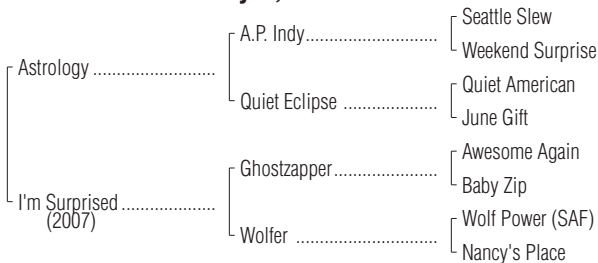 Seattle Slew
A.P. Indy..............................
Weekend Surprise
Astrology ............................
Quiet American
Quiet Eclipse ......................
June Gift
Awesome Again
Ghostzapper........................
Baby Zip
I'm Surprised .....................
(2007)
Wolf Power (SAF)
Wolfer .................................
Nancy's Place